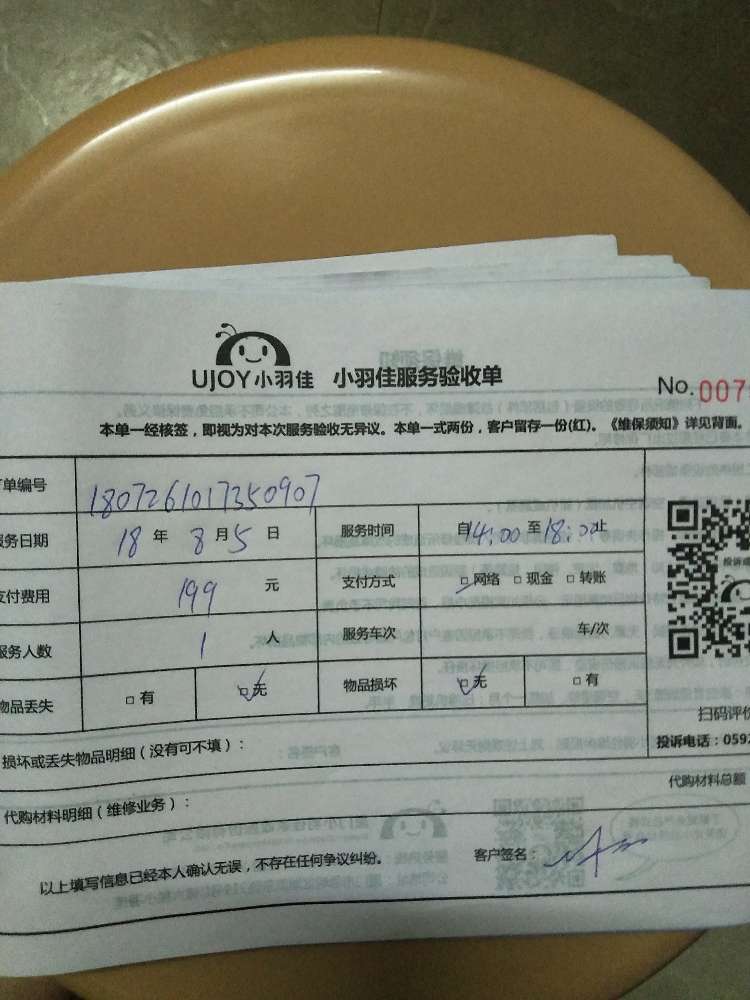 UJOY小羽佳 小羽佳服务验收单
No.007
本单一经核签，即视为对本次服务验收无异议。本单一式两份，客户留存一份(红)。《维保须知》详见背面。
单编号 1807261017350907
服务日期 18 年 8 月 5 日 服务时间 自14:00至18:00止
支付费用 199 元 支付方式 □网络 □现金 □转账
服务人数 1 人 服务车次 车/次
物品丢失 □有 □无 物品损坏 □无 □有
扫码评价
投诉电话：0592
损坏或丢失物品明细（没有可不填）：
代购材料总额
代购材料明细（维修业务）：
以上填写信息已经本人确认无误，不存在任何争议纠纷。 客户签名：